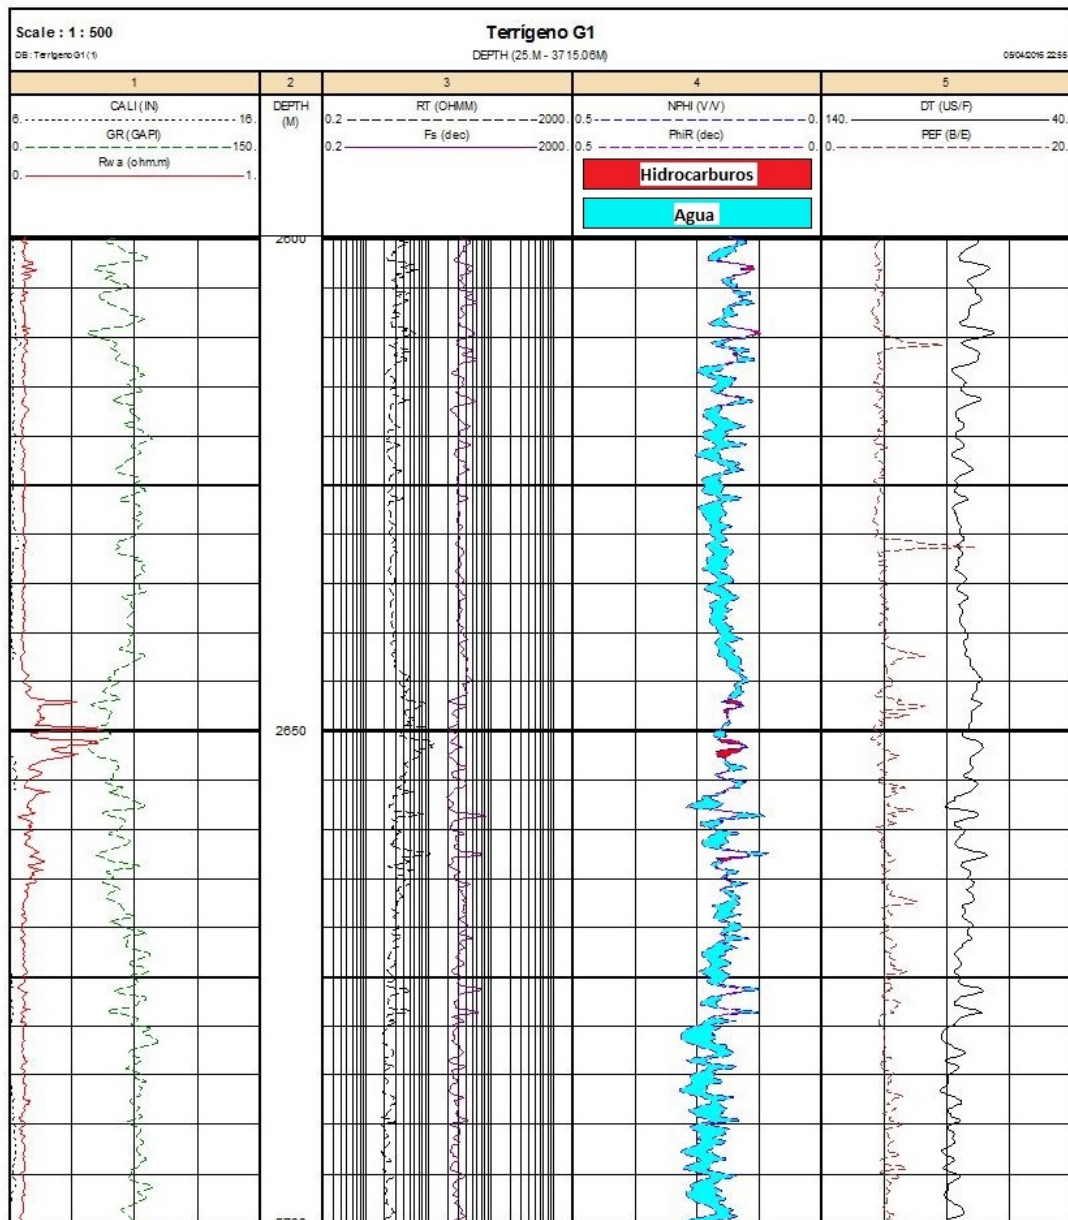 Scale : 1 : 500
Terrígeno G1
DB : TerrigenoG1 (1)
DEPTH (25.M - 3715.06M)
05/04/2016 22:55
1 2 3 4 5
CALI (IN)
6. 16.
GR (GAPI)
0. 150.
Rwa (ohm.m)
0. 1.
DEPTH
(M)
RT (OHMM)
0.2 2000.
Fs (dec)
0.2 2000.
NPHI (V/V)
0.5 0.
PhiR (dec)
0.5 0.
Hidrocarburos
Agua
DT (US/F)
140. 40.
PEF (B/E)
0. 20.
2600
2650
2700